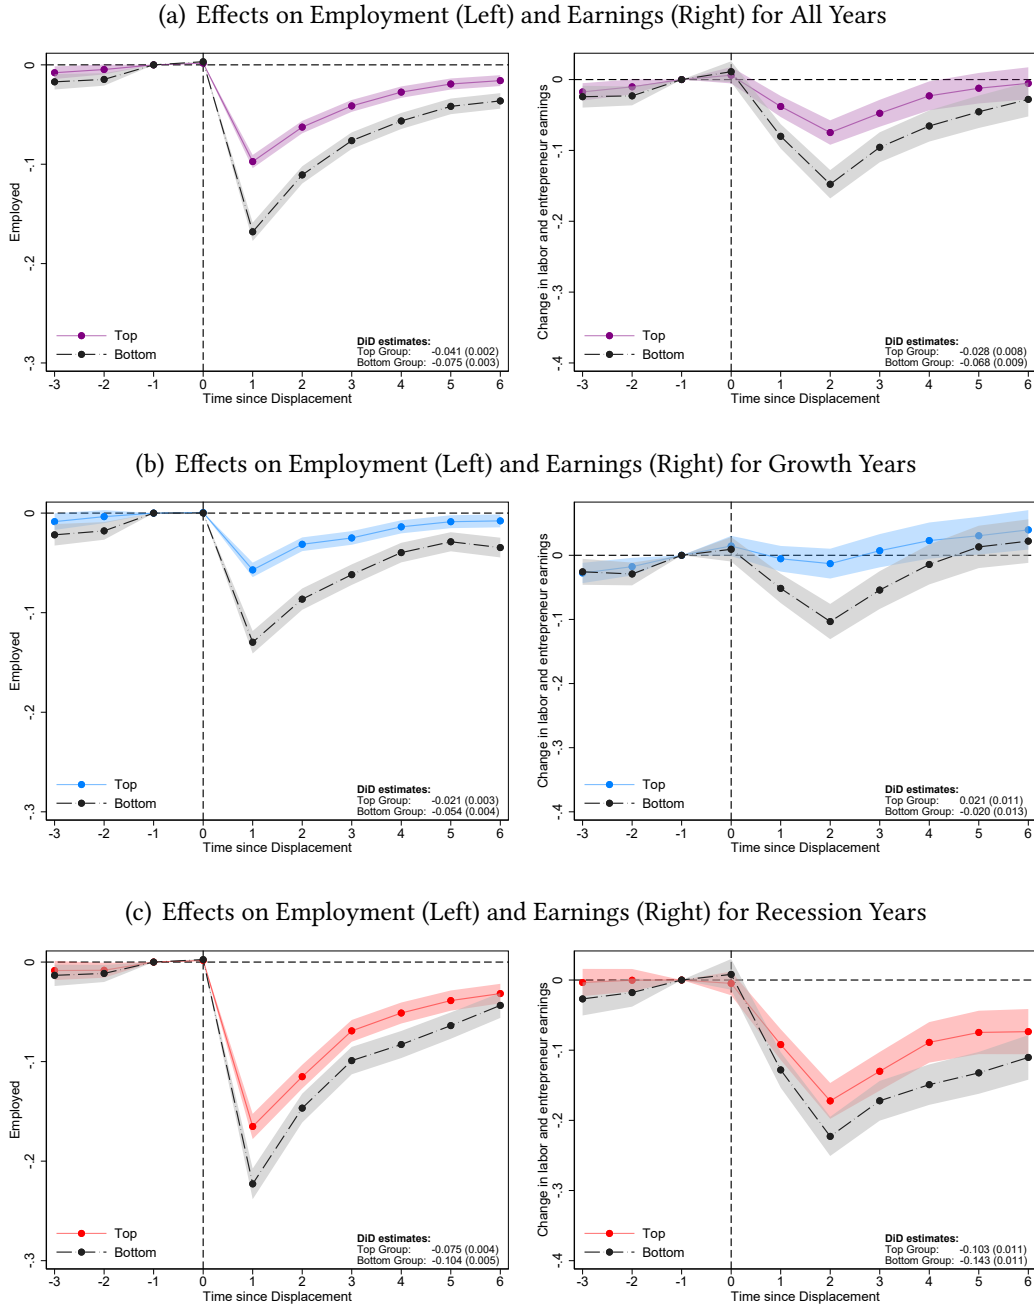 (a) Effects on Employment (Left) and Earnings (Right) for All Years
Employed
0
-.1
-.2
-.3
Top
Bottom
DiD estimates:
Top Group: -0.041 (0.002)
Bottom Group: -0.075 (0.003)
-3 -2 -1 0 1 2 3 4 5 6
Time since Displacement
Change in labor and entrepreneur earnings
0
-.1
-.2
-.3
-.4
Top
Bottom
DiD estimates:
Top Group: -0.028 (0.008)
Bottom Group: -0.068 (0.009)
-3 -2 -1 0 1 2 3 4 5 6
Time since Displacement
(b) Effects on Employment (Left) and Earnings (Right) for Growth Years
Employed
0
-.1
-.2
-.3
Top
Bottom
DiD estimates:
Top Group: -0.021 (0.003)
Bottom Group: -0.054 (0.004)
-3 -2 -1 0 1 2 3 4 5 6
Time since Displacement
Change in labor and entrepreneur earnings
0
-.1
-.2
-.3
-.4
Top
Bottom
DiD estimates:
Top Group: 0.021 (0.011)
Bottom Group: -0.020 (0.013)
-3 -2 -1 0 1 2 3 4 5 6
Time since Displacement
(c) Effects on Employment (Left) and Earnings (Right) for Recession Years
Employed
0
-.1
-.2
-.3
Top
Bottom
DiD estimates:
Top Group: -0.075 (0.004)
Bottom Group: -0.104 (0.005)
-3 -2 -1 0 1 2 3 4 5 6
Time since Displacement
Change in labor and entrepreneur earnings
0
-.1
-.2
-.3
-.4
Top
Bottom
DiD estimates:
Top Group: -0.103 (0.011)
Bottom Group: -0.143 (0.011)
-3 -2 -1 0 1 2 3 4 5 6
Time since Displacement